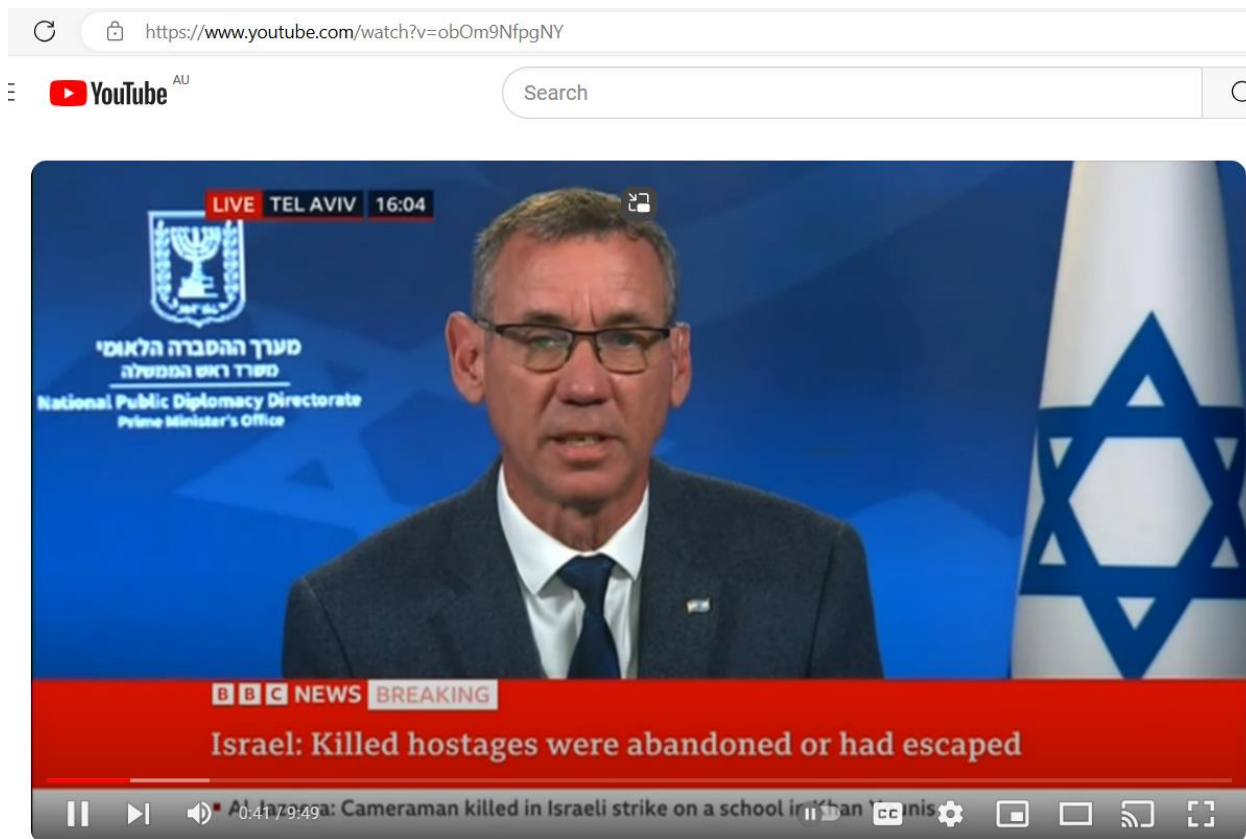 https://www.youtube.com/watch?v=obOm9NfpgNY
YouTube AU
Search
LIVE TEL AVIV 16:04
מערך ההסברה הלאומי
משרד ראש הממשלה
National Public Diplomacy Directorate
Prime Minister's Office
BBC NEWS BREAKING
Israel: Killed hostages were abandoned or had escaped
0:41 / 9:49
Cameraman killed in Israeli strike on a school in Khan
CC